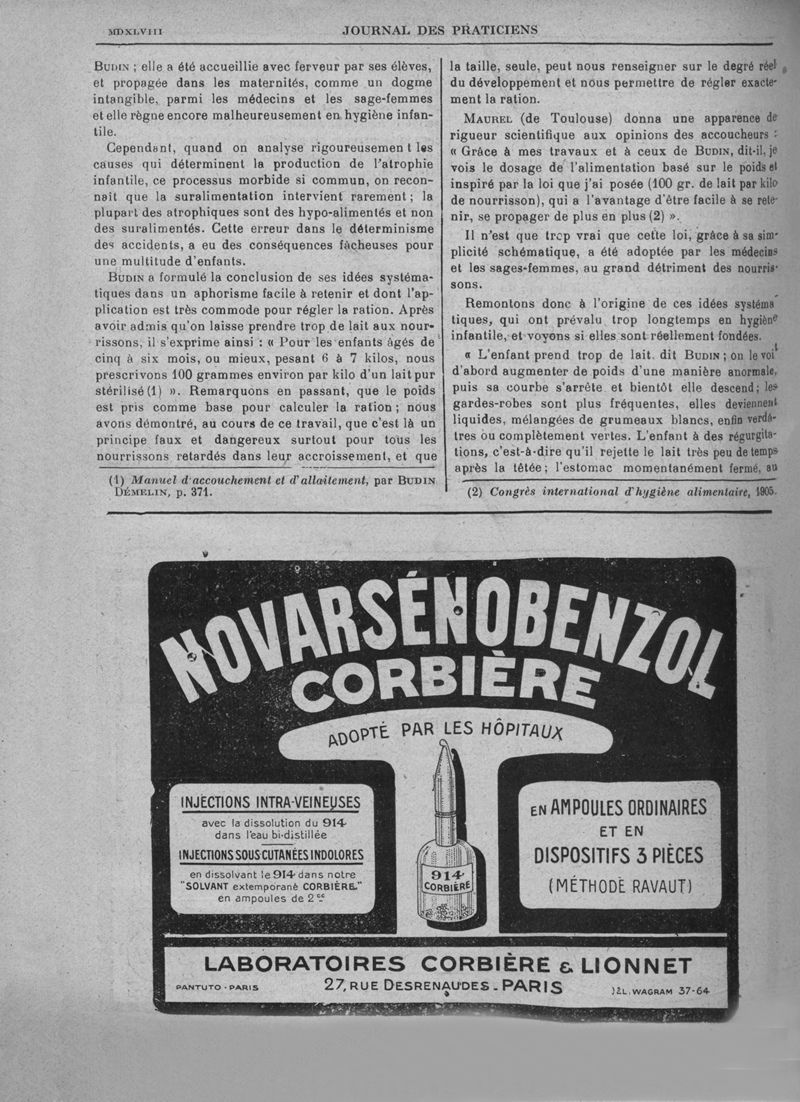 MDXLVIII
JOURNAL DES PRATICIENS
BUDIN ; elle a été accueillie avec ferveur par ses élèves,
et propagée dans les maternités, comme un dogme
intangible, parmi les médecins et les sage-femmes
et elle règne encore malheureusement en hygiène infan-
tile.
Cependant, quand on analyse rigoureusemen t les
causes qui déterminent la production de l'atrophie
infantile, ce processus morbide si commun, on recon-
naît que la suralimentation intervient rarement ; la
plupart des atrophiques sont des hypo-alimentés et non
des suralimentés. Cette erreur dans le déterminisme
des accidents, a eu des conséquences fâcheuses pour
une multitude d'enfants.
BUDIN a formulé la conclusion de ses idées systéma-
tiques dans un aphorisme facile à retenir et dont l'ap-
plication est très commode pour régler la ration. Après
avoir admis qu'on laisse prendre trop de lait aux nour-
rissons, il s'exprime ainsi : « Pour les enfants âgés de
cinq à six mois, ou mieux, pesant 6 à 7 kilos, nous
prescrivons 100 grammes environ par kilo d'un lait pur
stérilisé (1) ». Remarquons en passant, que le poids
est pris comme base pour calculer la ration ; nous
avons démontré, au cours de ce travail, que c'est là un
principe faux et dangereux surtout pour tous les
nourrissons retardés dans leur accroissement, et que
(1) Manuel d'accouchement et d'allaitement, par BUDIN
DÉMELIN, p. 371.
la taille, seule, peut nous renseigner sur le degré réel
du développement et nous permettre de régler exacte-
ment la ration.
MAUREL (de Toulouse) donna une apparence de
rigueur scientifique aux opinions des accoucheurs :
« Grâce à mes travaux et à ceux de BUDIN, dit-il, je
vois le dosage de l'alimentation basé sur le poids et
inspiré par la loi que j'ai posée (100 gr. de lait par kilo
de nourrisson), qui a l'avantage d'être facile à se rete-
nir, se propager de plus en plus (2) ».
Il n'est que trop vrai que cette loi, grâce à sa sim-
plicité schématique, a été adoptée par les médecins
et les sages-femmes, au grand détriment des nourris-
sons.
Remontons donc à l'origine de ces idées systéma
tiques, qui ont prévalu trop longtemps en hygiène
infantile, et voyons si elles sont réellement fondées.
« L'enfant prend trop de lait. dit BUDIN ; on le voit
d'abord augmenter de poids d'une manière anormale,
puis sa courbe s'arrête et bientôt elle descend ; les
gardes-robes sont plus fréquentes, elles deviennent
liquides, mélangées de grumeaux blancs, enfin verdâ-
tres ou complètement vertes. L'enfant à des régurgita-
tions, c'est-à-dire qu'il rejette le lait très peu de temps
après la têtée ; l'estomac momentanément fermé, au
(2) Congrès international d'hygiène alimentaire, 1905.
NOVARSÉNOBENZOL
CORBIÈRE
ADOPTÉ PAR LES HÔPITAUX
INJECTIONS INTRA-VEINEUSES
avec la dissolution du 914
dans l'eau bi-distillée
INJECTIONS SOUS CUTANÉES INDOLORES
en dissolvant le 914 dans notre
"SOLVANT extemporané CORBIÈRE."
en ampoules de 2 cc
914
CORBIÈRE
EN AMPOULES ORDINAIRES
ET EN
DISPOSITIFS 3 PIÈCES
(MÉTHODE RAVAUT)
LABORATOIRES CORBIÈRE & LIONNET
PANTUTO - PARIS
27, RUE DESRENAUDES - PARIS
TÉL. WAGRAM 37-64